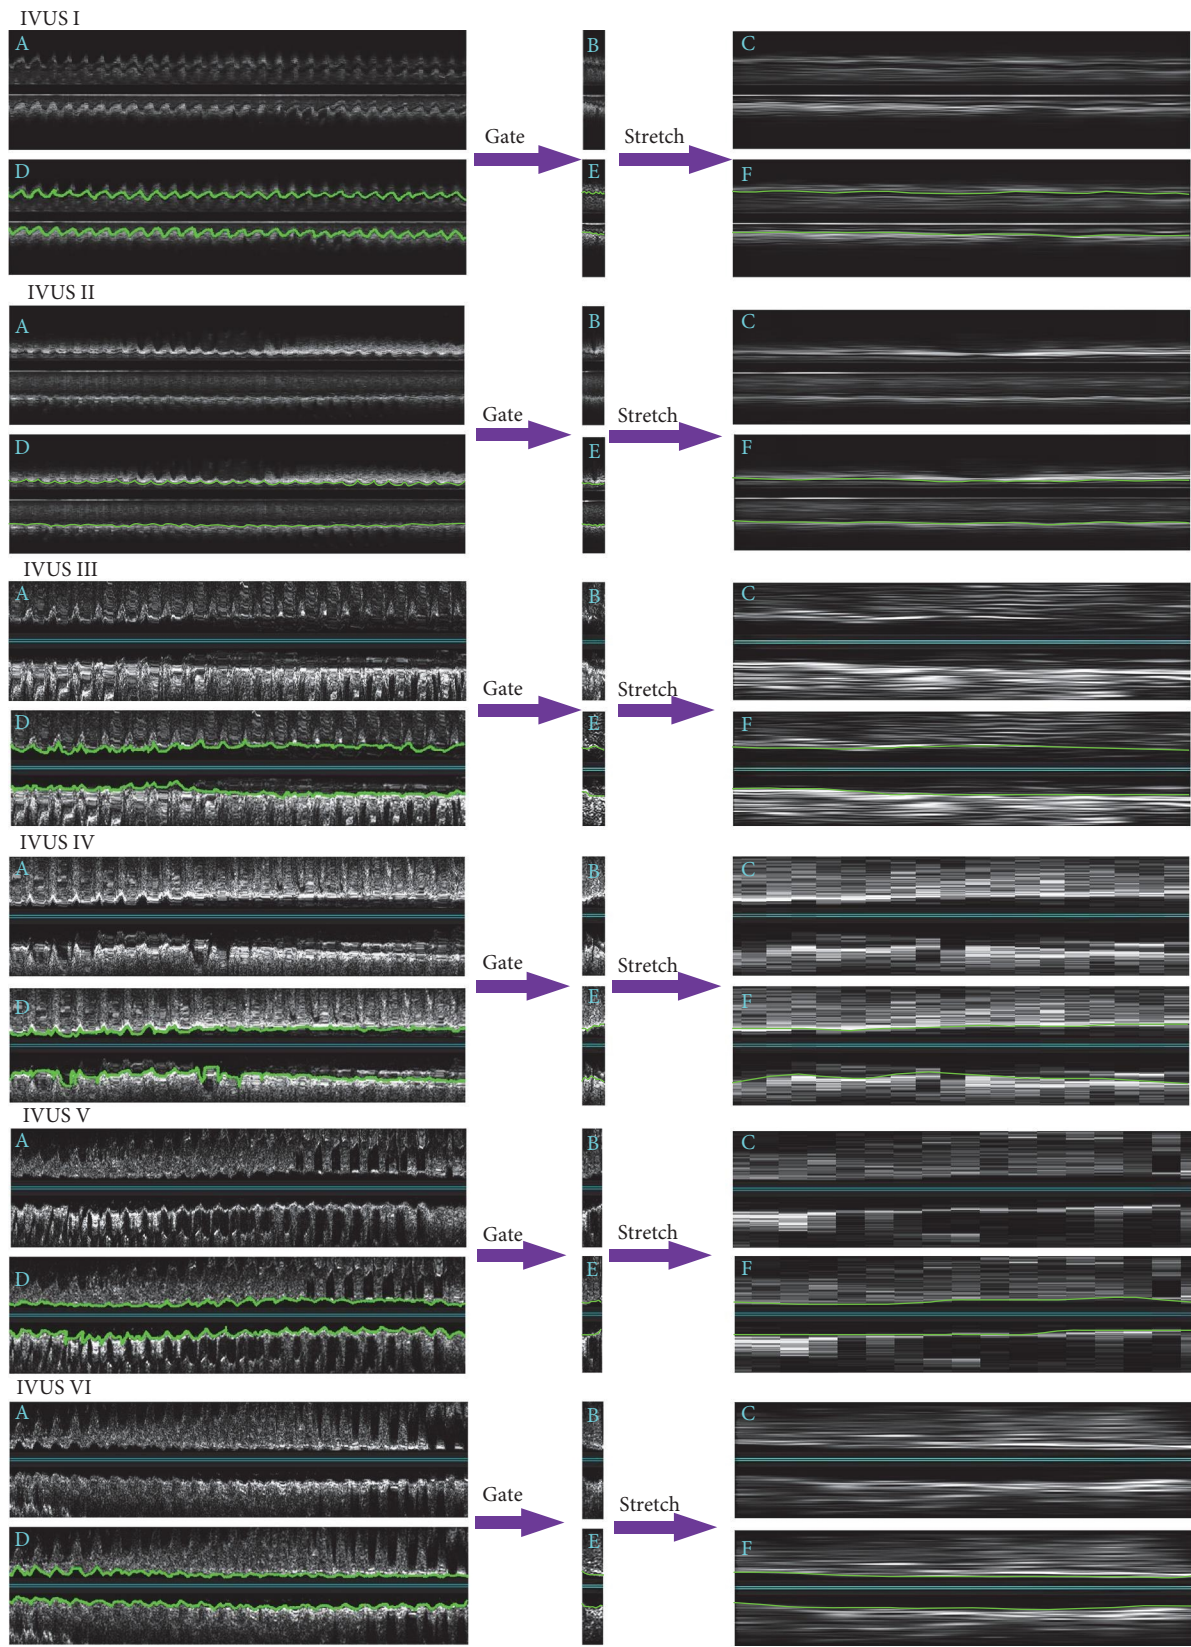 IVUS I
A B C
Gate Stretch
D E F
IVUS II
A B C
Gate Stretch
D E F
IVUS III
A B C
Gate Stretch
D E F
IVUS IV
A B C
Gate Stretch
D E F
IVUS V
A B C
Gate Stretch
D E F
IVUS VI
A B C
Gate Stretch
D E F